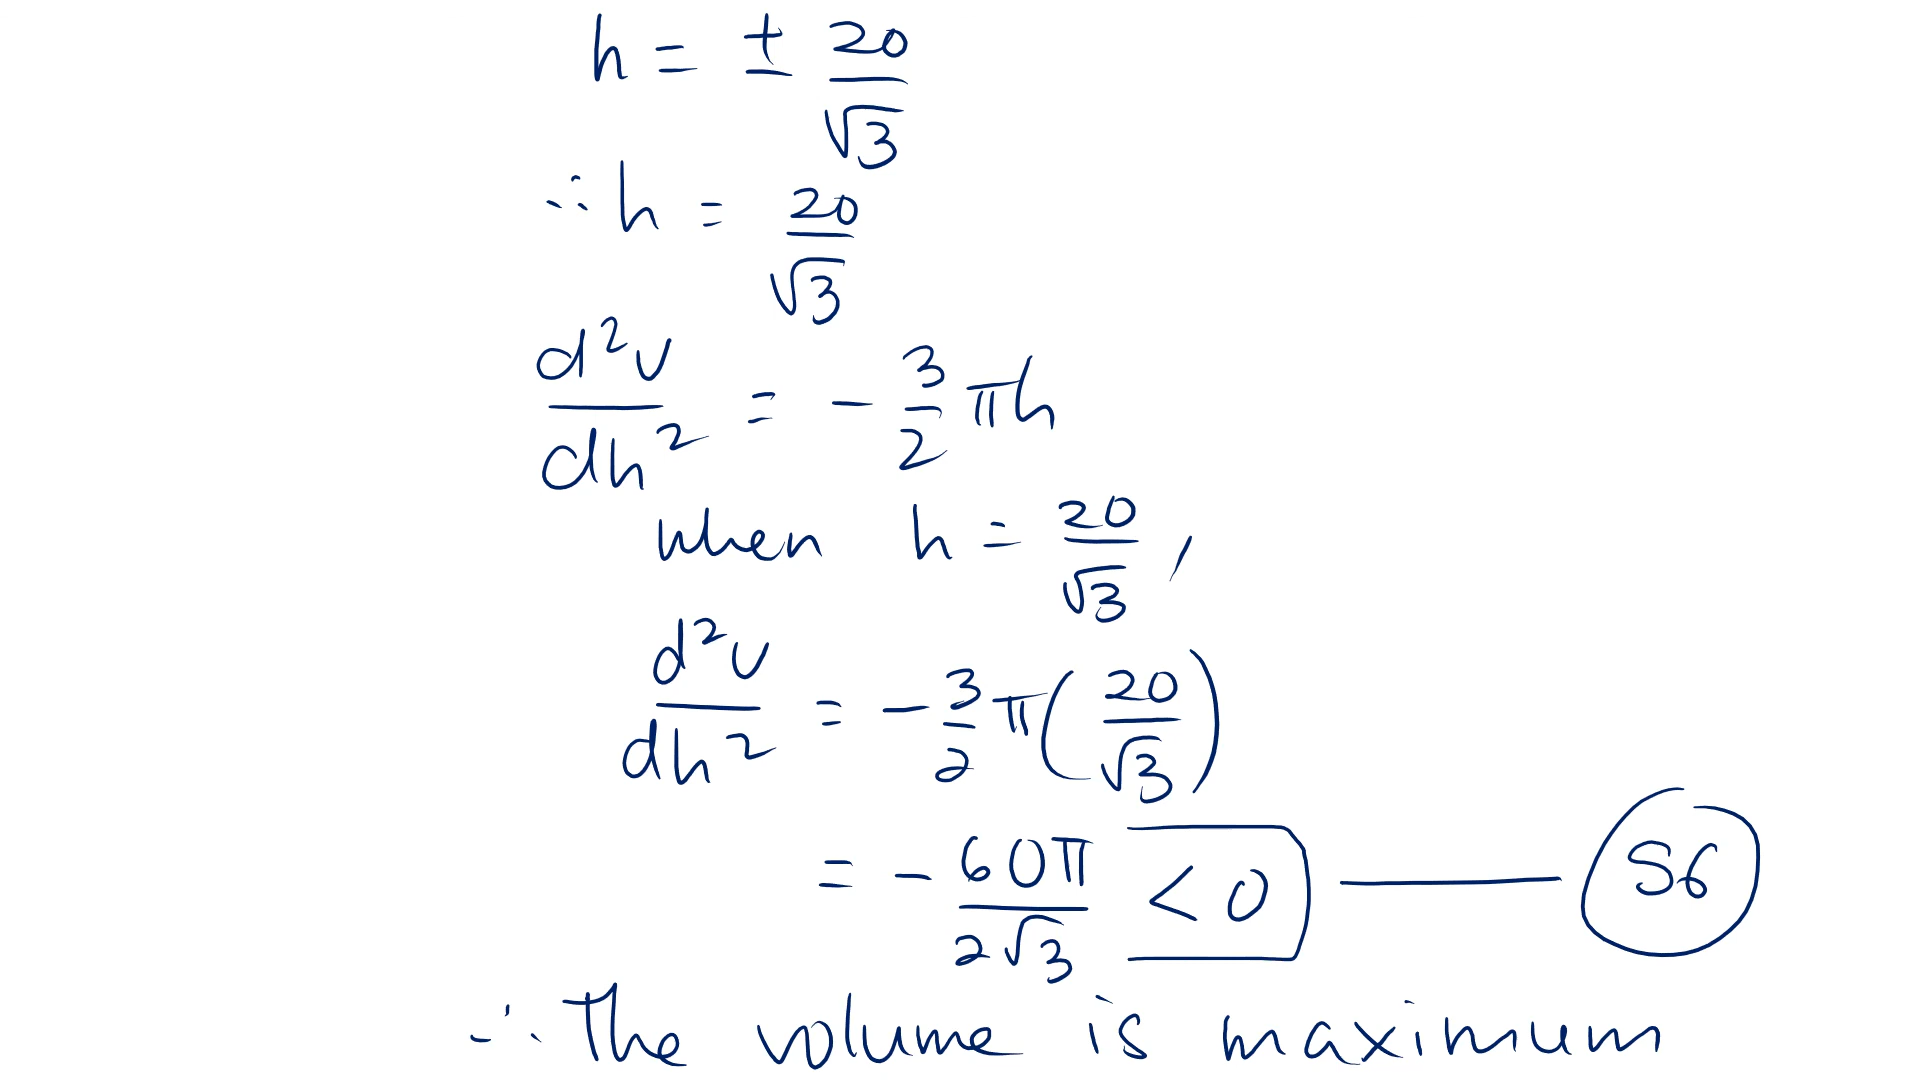 h = ± 20/√3
∴ h = 20/√3
d²v/dh² = - 3/2 πh
when h = 20/√3 ,
d²v/dh² = - 3/2 π(20/√3)
= - 60π/2√3 < 0 S6
∴ The volume is maximum